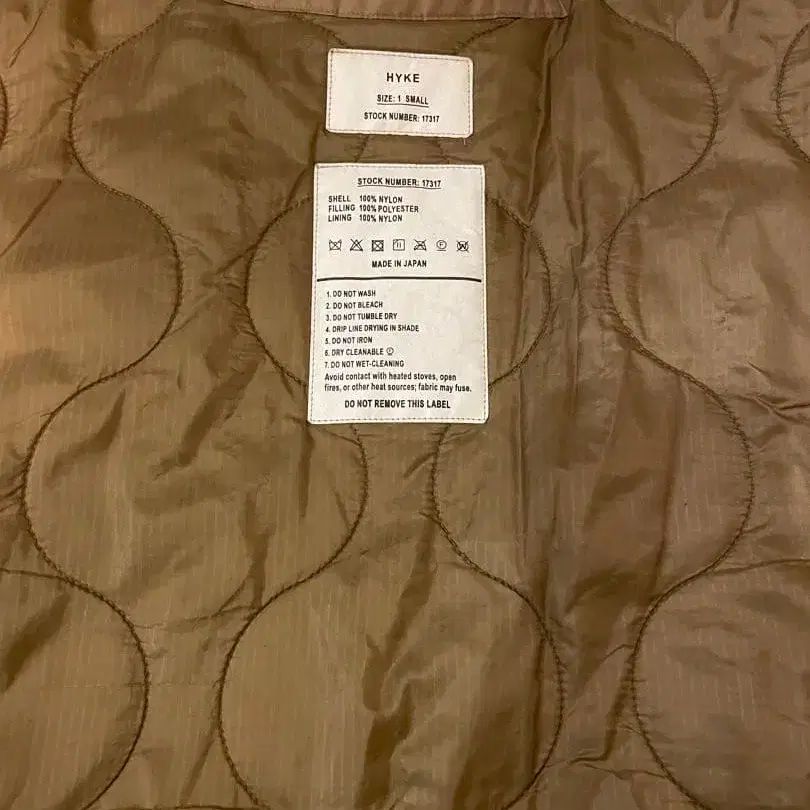 HYKE
SIZE: 1 SMALL
STOCK NUMBER: 17317
STOCK NUMBER: 17317
SHELL 100% NYLON
FILLING 100% POLYESTER
LINING 100% NYLON
MADE IN JAPAN
1. DO NOT WASH
2. DO NOT BLEACH
3. DO NOT TUMBLE DRY
4. DRIP LINE DRYING IN SHADE
5. DO NOT IRON
6. DRY CLEANABLE Ⓕ
7. DO NOT WET-CLEANING
Avoid contact with heated stoves, open
fires, or other heat sources; fabric may fuse.
DO NOT REMOVE THIS LABEL